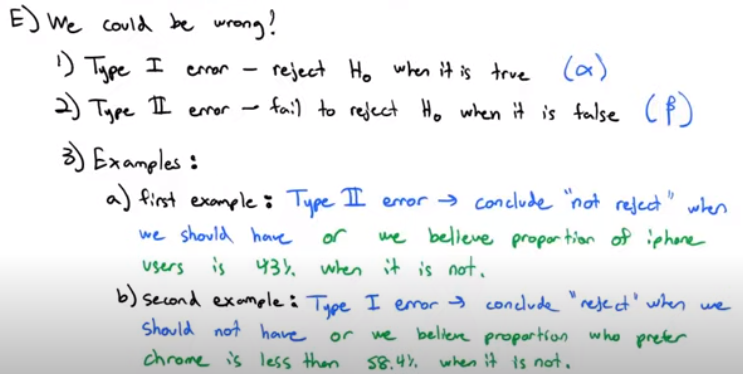 E) We could be wrong!
1) Type I error - reject H₀ when it is true (α)
2) Type II error - fail to reject H₀ when it is false (β)
3) Examples:
a) first example: Type II error → conclude "not reject" when
we should have or we believe proportion of iphone
users is 43% when it is not.
b) second example: Type I error → conclude "reject" when we
should not have or we believe proportion who prefer
chrome is less than 58.4% when it is not.